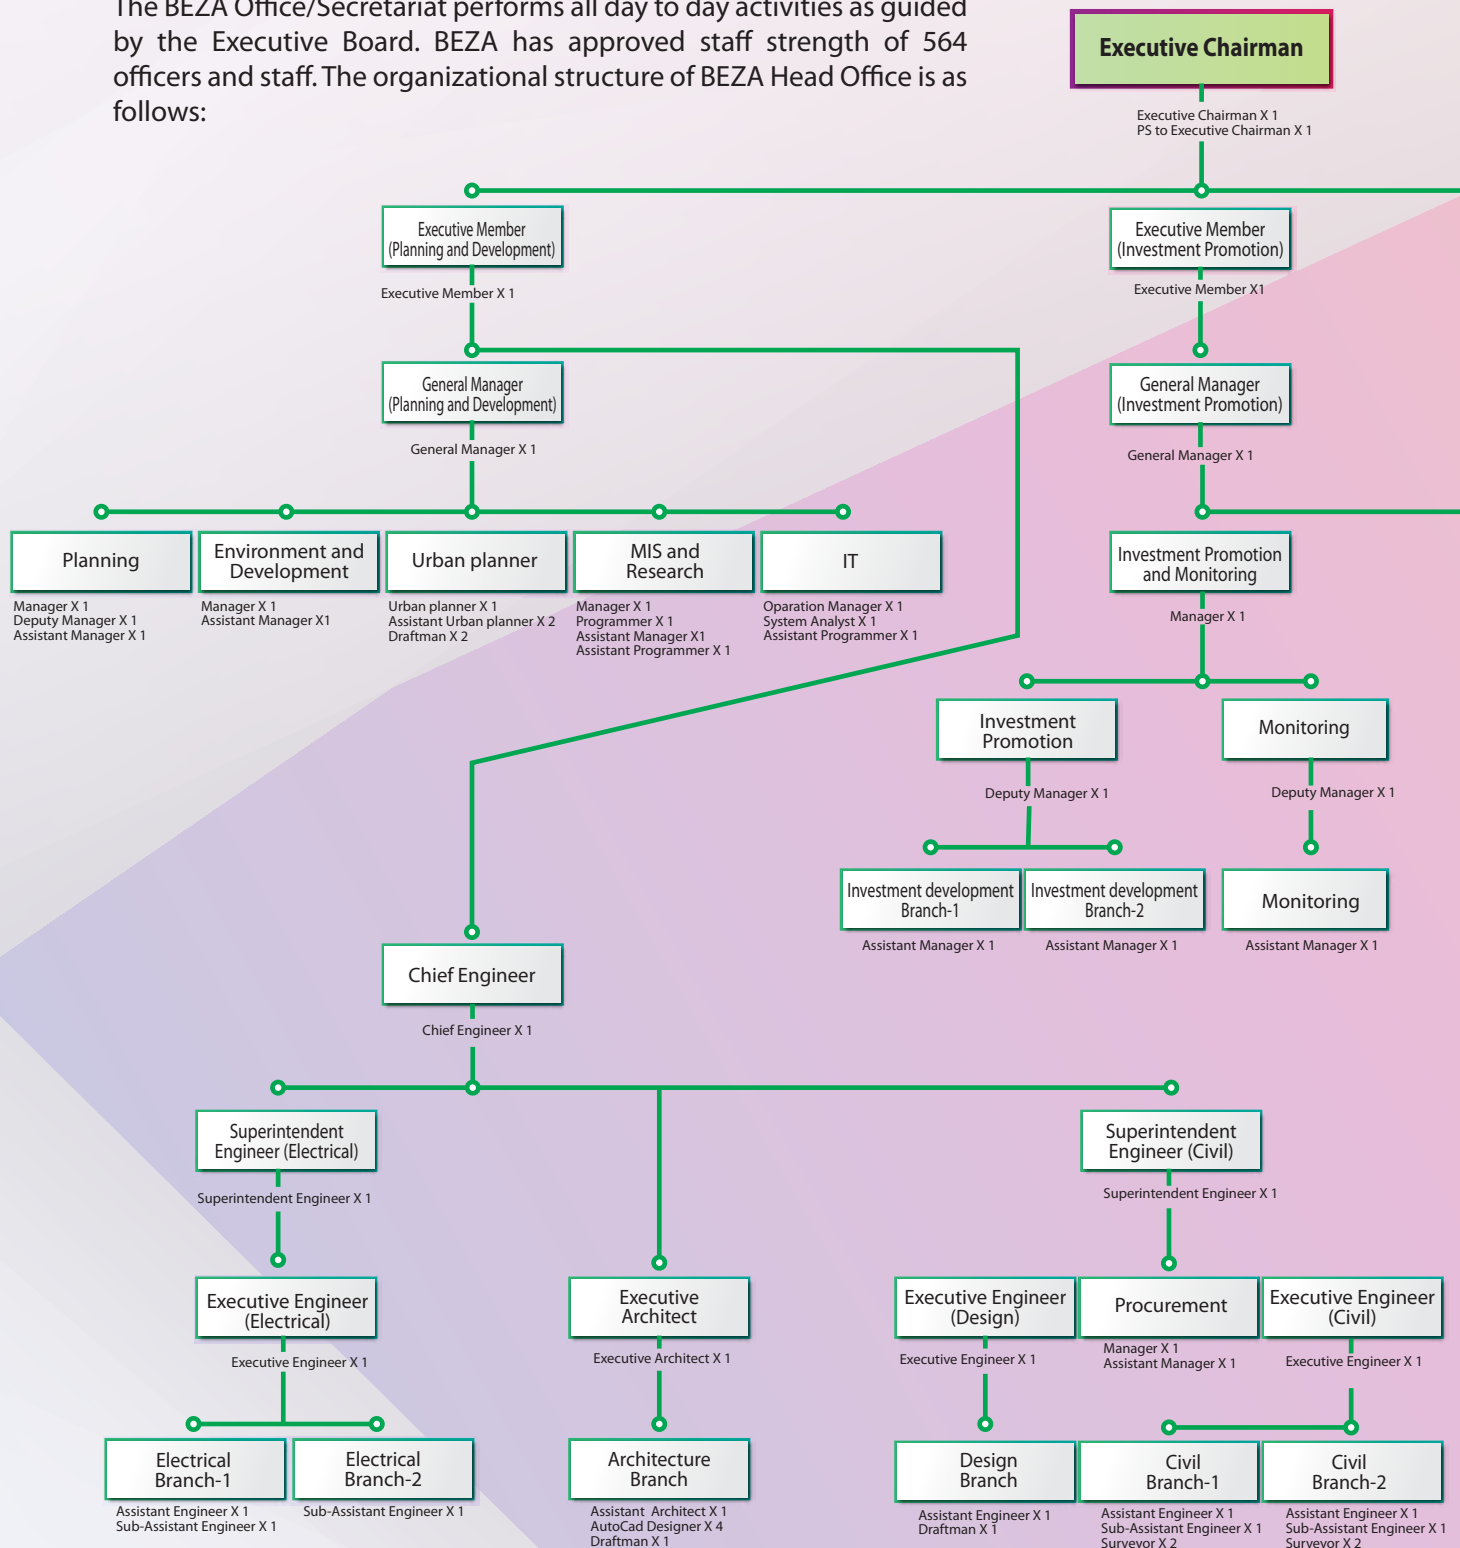 The BEZA Office/Secretariat performs all day to day activities as guided
by the Executive Board. BEZA has approved staff strength of 564
officers and staff. The organizational structure of BEZA Head Office is as
follows:
Executive Chairman
Executive Chairman X 1
PS to Executive Chairman X 1
Executive Member
(Planning and Development)
Executive Member X 1
Executive Member
(Investment Promotion)
Executive Member X1
General Manager
(Planning and Development)
General Manager X 1
General Manager
(Investment Promotion)
General Manager X 1
Planning
Manager X 1
Deputy Manager X 1
Assistant Manager X 1
Environment and
Development
Manager X 1
Assistant Manager X1
Urban planner
Urban planner X 1
Assistant Urban planner X 2
Draftman X 2
MIS and
Research
Manager X 1
Programmer X 1
Assistant Manager X1
Assistant Programmer X 1
IT
Oparation Manager X 1
System Analyst X 1
Assistant Programmer X 1
Investment Promotion
and Monitoring
Manager X 1
Investment
Promotion
Deputy Manager X 1
Monitoring
Deputy Manager X 1
Investment development
Branch-1
Assistant Manager X 1
Investment development
Branch-2
Assistant Manager X 1
Monitoring
Assistant Manager X 1
Chief Engineer
Chief Engineer X 1
Superintendent
Engineer (Electrical)
Superintendent Engineer X 1
Superintendent
Engineer (Civil)
Superintendent Engineer X 1
Executive Engineer
(Electrical)
Executive Engineer X 1
Executive
Architect
Executive Architect X 1
Executive Engineer
(Design)
Executive Engineer X 1
Procurement
Manager X 1
Assistant Manager X 1
Executive Engineer
(Civil)
Executive Engineer X 1
Electrical
Branch-1
Assistant Engineer X 1
Sub-Assistant Engineer X 1
Electrical
Branch-2
Sub-Assistant Engineer X 1
Architecture
Branch
Assistant Architect X 1
AutoCad Designer X 4
Draftman X 1
Design
Branch
Assistant Engineer X 1
Draftman X 1
Civil
Branch-1
Assistant Engineer X 1
Sub-Assistant Engineer X 1
Surveyor X 2
Civil
Branch-2
Assistant Engineer X 1
Sub-Assistant Engineer X 1
Surveyor X 2